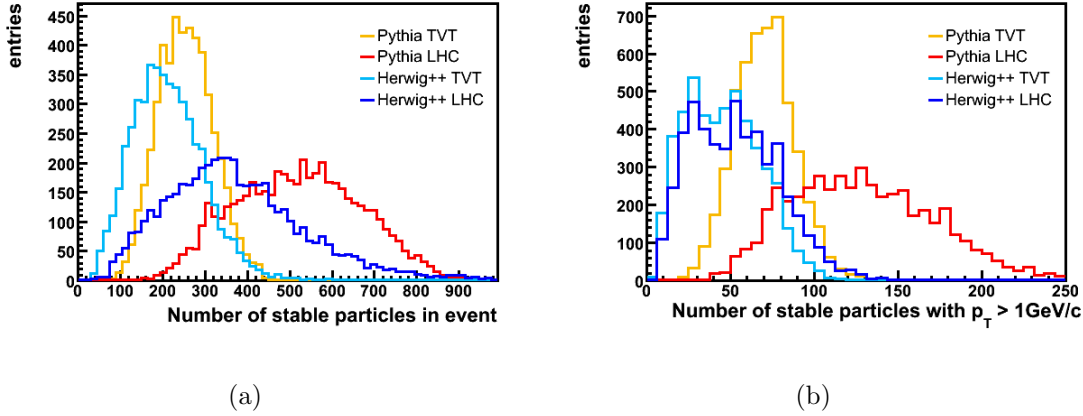 entries
450
400
350
300
250
200
150
100
50
0
Pythia TVT
Pythia LHC
Herwig++ TVT
Herwig++ LHC
0 100 200 300 400 500 600 700 800 900
Number of stable particles in event
(a)
entries
700
600
500
400
300
200
100
0
Pythia TVT
Pythia LHC
Herwig++ TVT
Herwig++ LHC
0 50 100 150 200 250
Number of stable particles with p_T > 1GeV/c
(b)